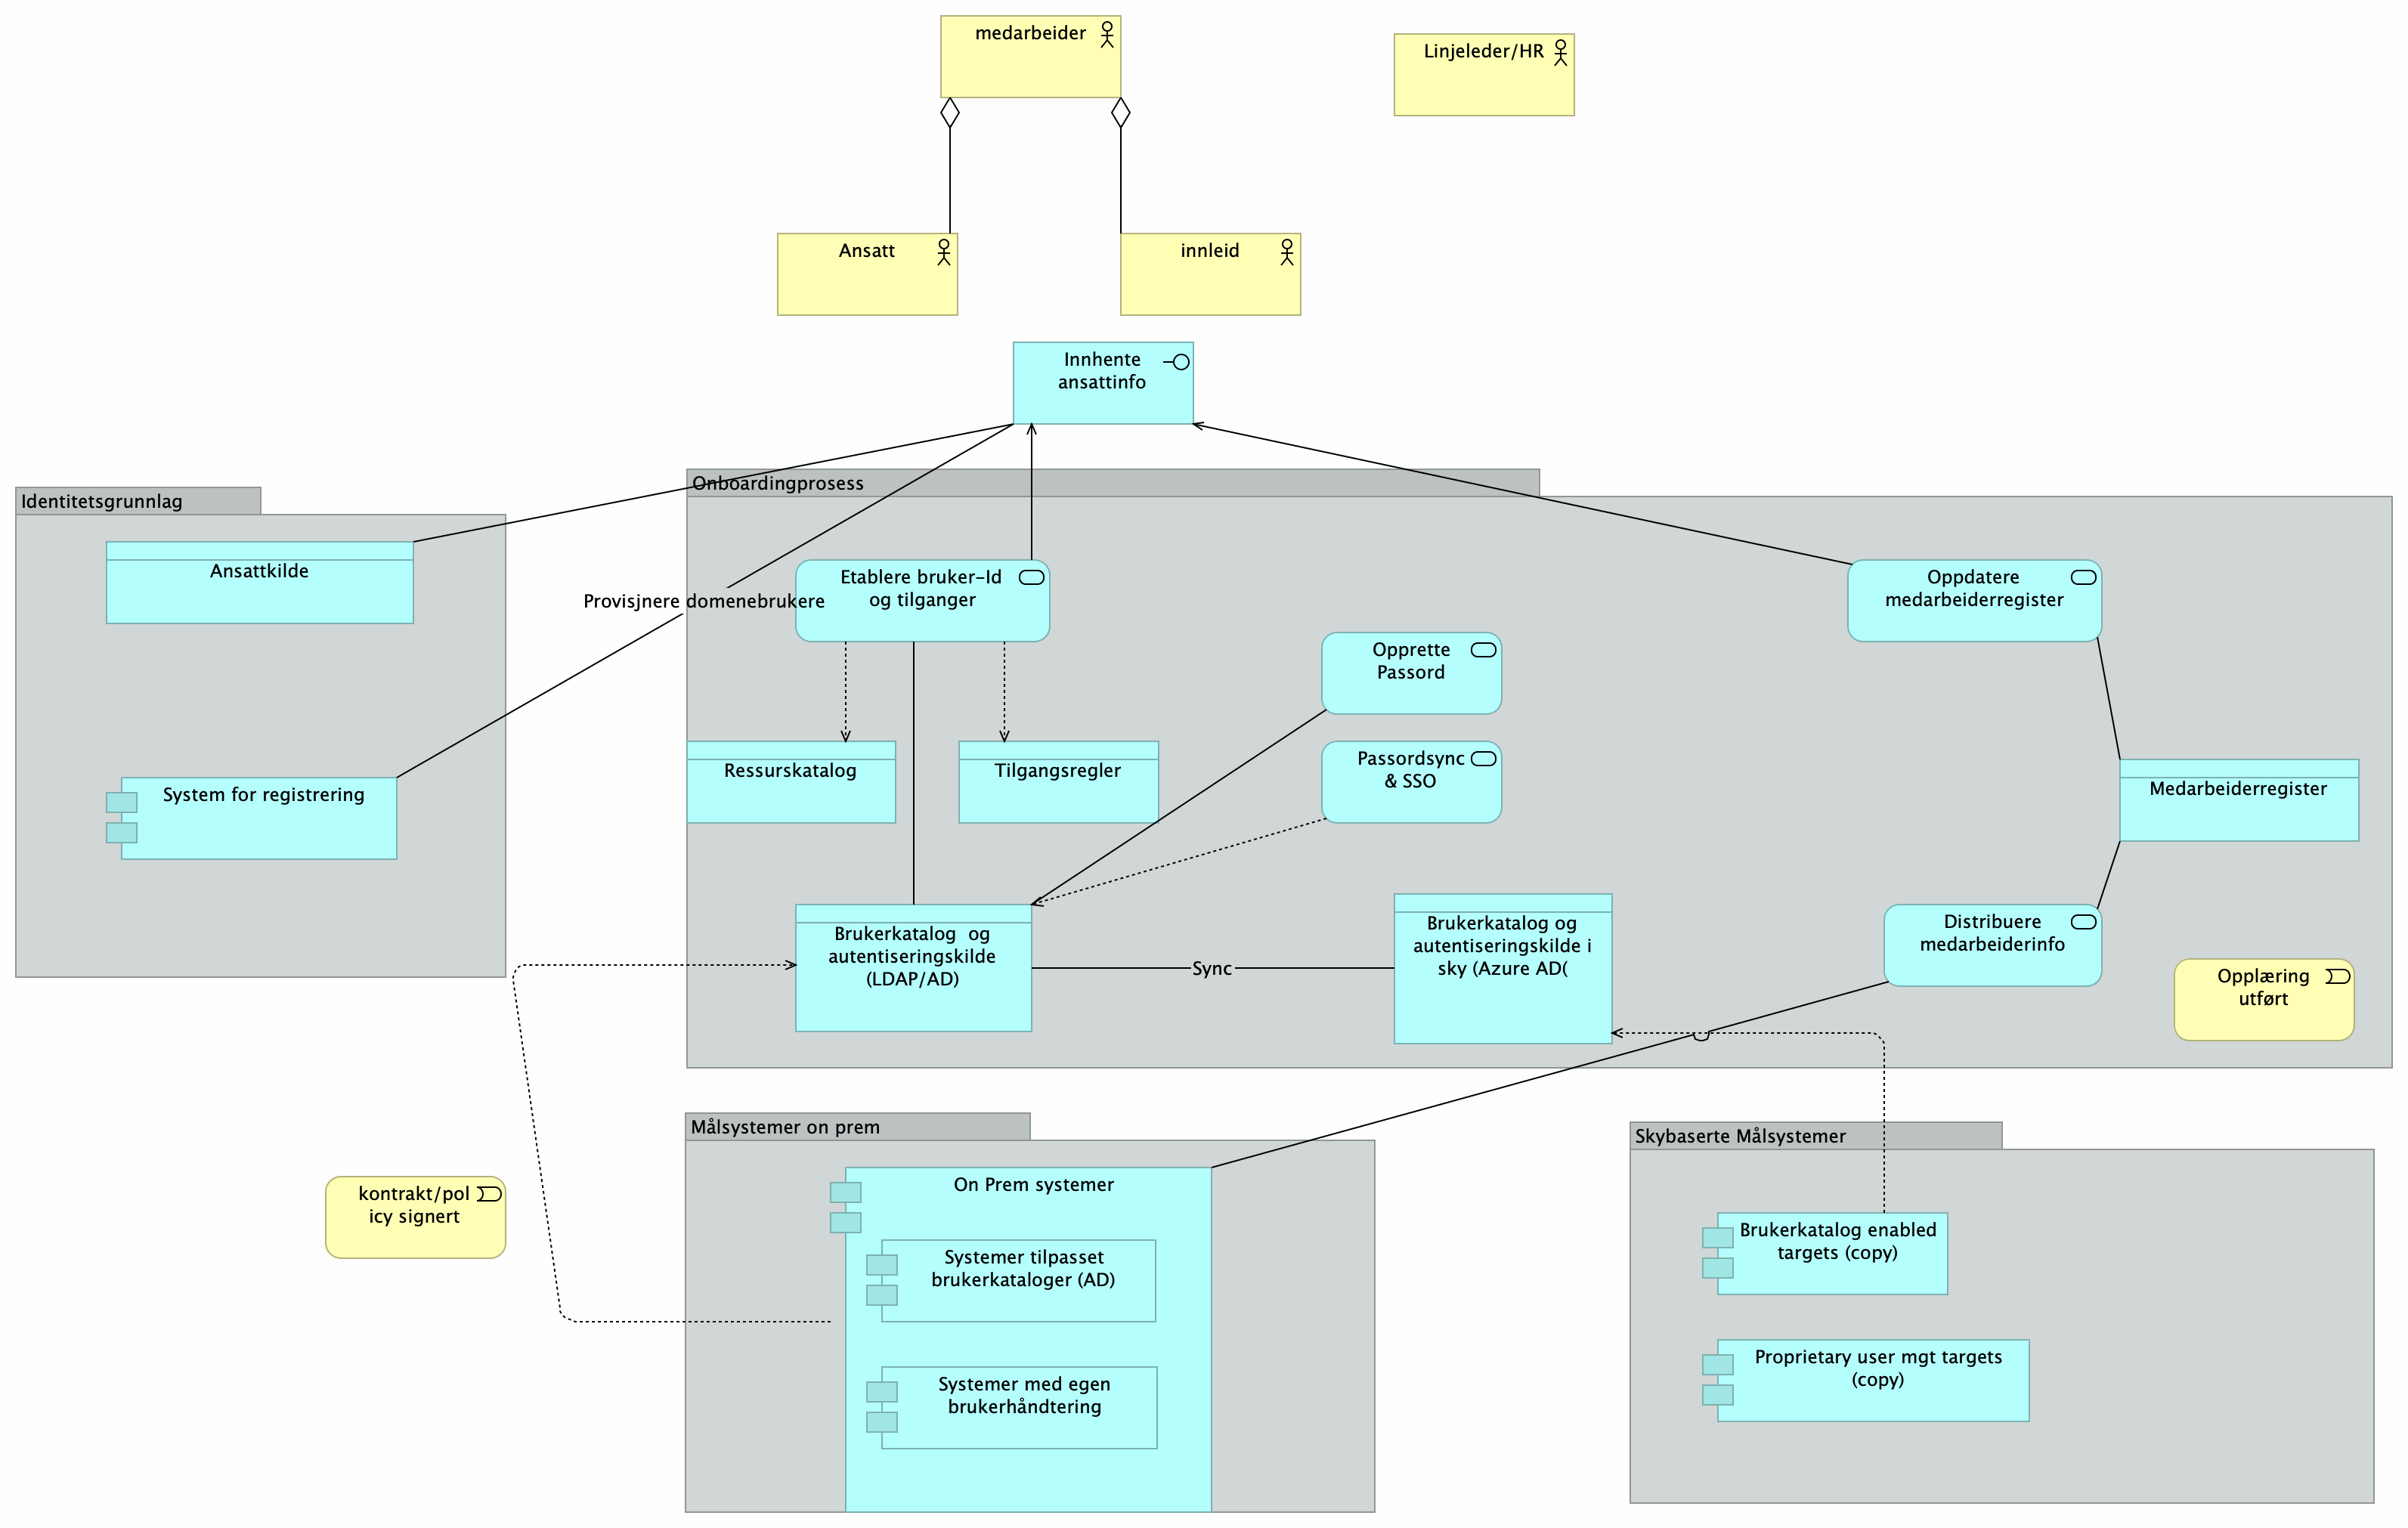 medarbeider
Linjeleder/HR
Ansatt
innleid
Innhente
ansattinfo
Onboardingprosess
Identitetsgrunnlag
Ansattkilde
Etablere bruker-Id
og tilganger
Oppdatere
medarbeiderregister
Provisjnere domenebrukere
Opprette
Passord
Ressurskatalog
Tilgangsregler
Passordsync
& SSO
System for registrering
Medarbeiderregister
Brukerkatalog og
autentiseringskilde
(LDAP/AD)
Sync
Brukerkatalog og
autentiseringskilde i
sky (Azure AD(
Distribuere
medarbeiderinfo
Opplæring
utført
Målsystemer on prem
Skybaserte Målsystemer
kontrakt/pol
icy signert
On Prem systemer
Systemer tilpasset
brukerkataloger (AD)
Systemer med egen
brukerhåndtering
Brukerkatalog enabled
targets (copy)
Proprietary user mgt targets
(copy)